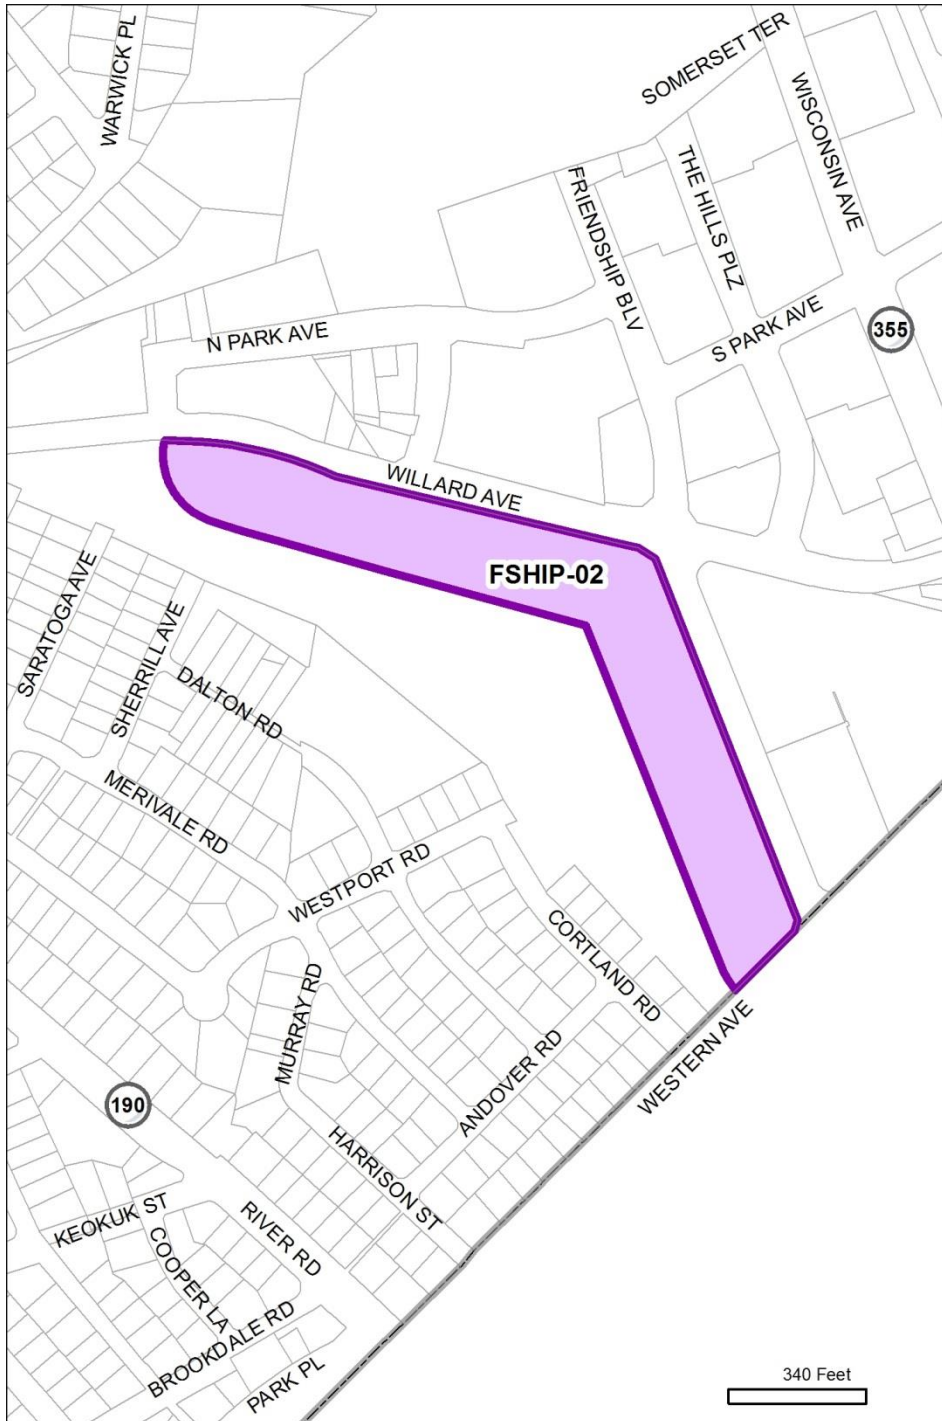 WARWICK PL
SOMERSET TER
WISCONSIN AVE
FRIENDSHIP BLV
THE HILLS PLZ
N PARK AVE
S PARK AVE
355
WILLARD AVE
FSHIP-02
SARATOGA AVE
SHERRILL AVE
DALTON RD
MERIVALE RD
WESTPORT RD
CORTLAND RD
MURRAY RD
ANDOVER RD
WESTERN AVE
190
HARRISON ST
KEOKUK ST
COOPER LA
RIVER RD
BROOKDALE RD
PARK PL
340 Feet